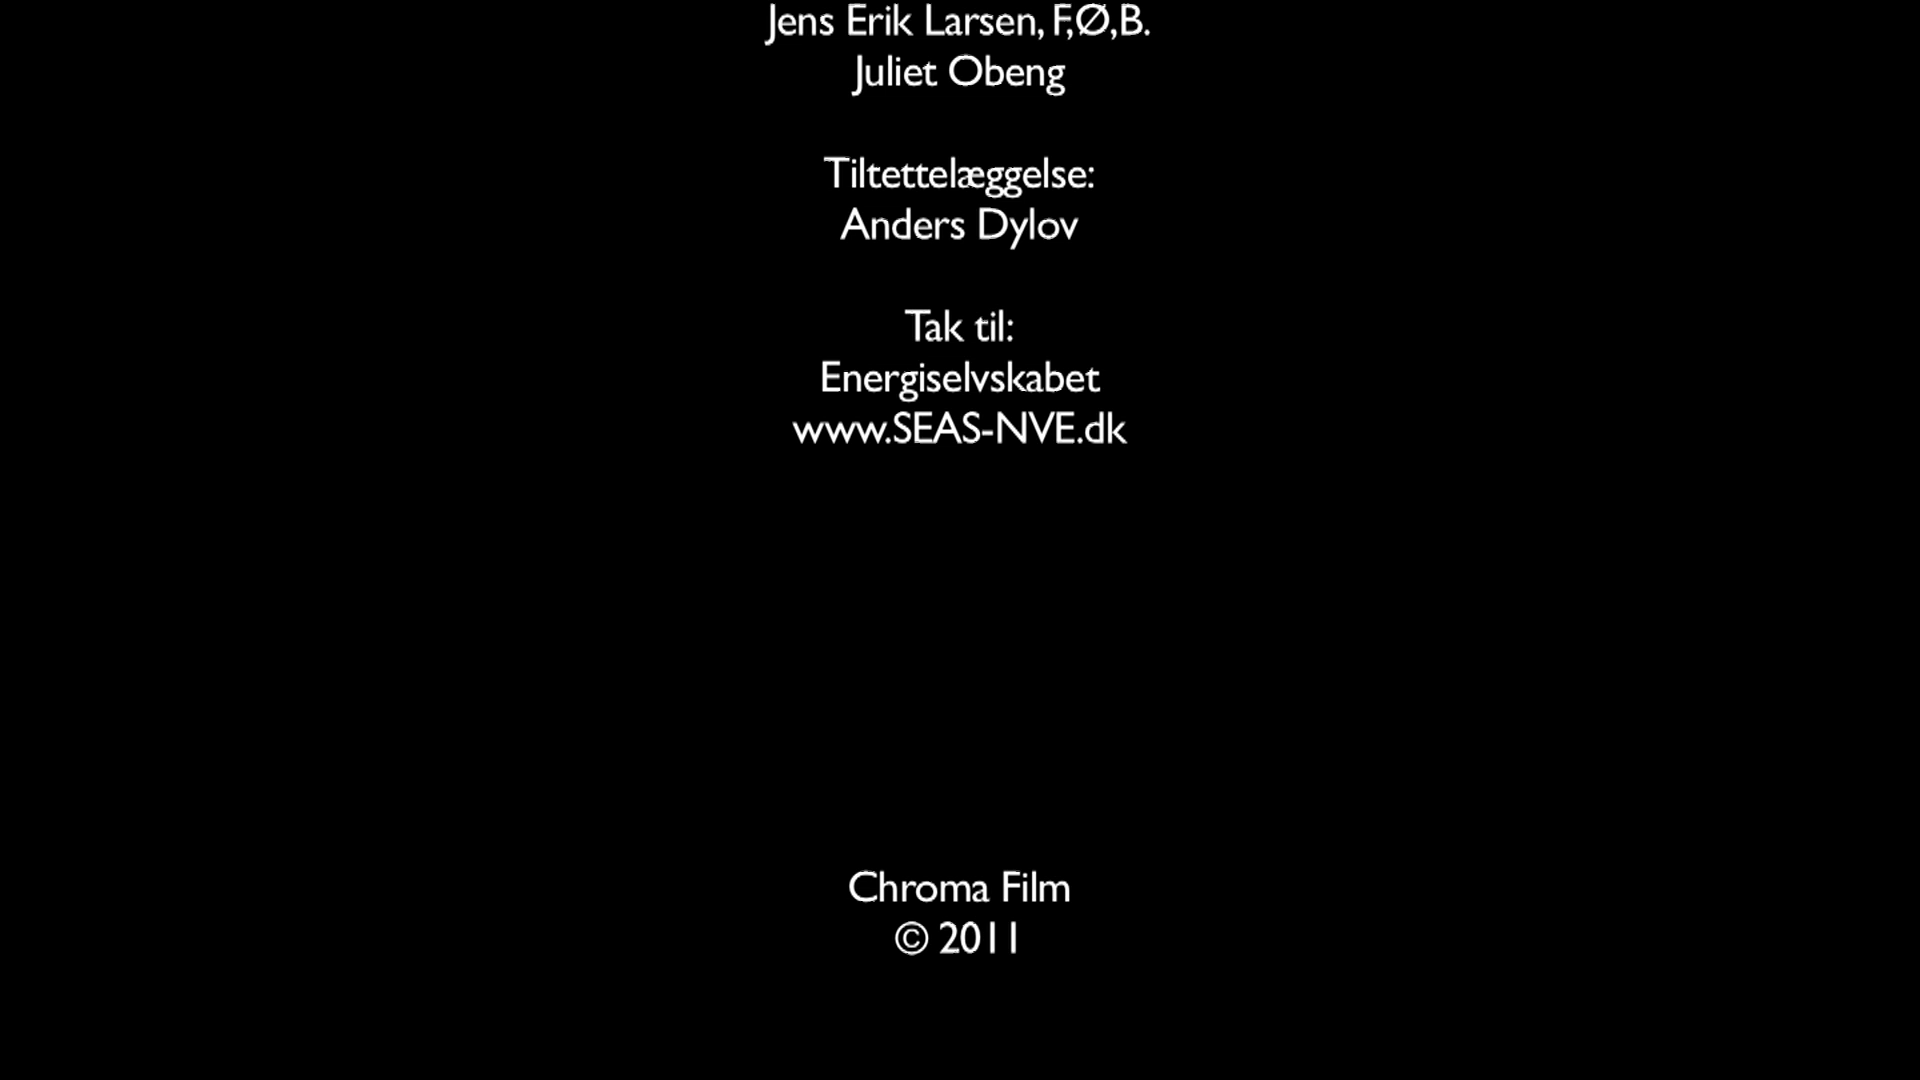 Jens Erik Larsen, F,Ø,B.
Juliet Obeng
Tiltettelæggelse:
Anders Dylov
Tak til:
Energiselvskabet
www.SEAS-NVE.dk
Chroma Film
© 2011